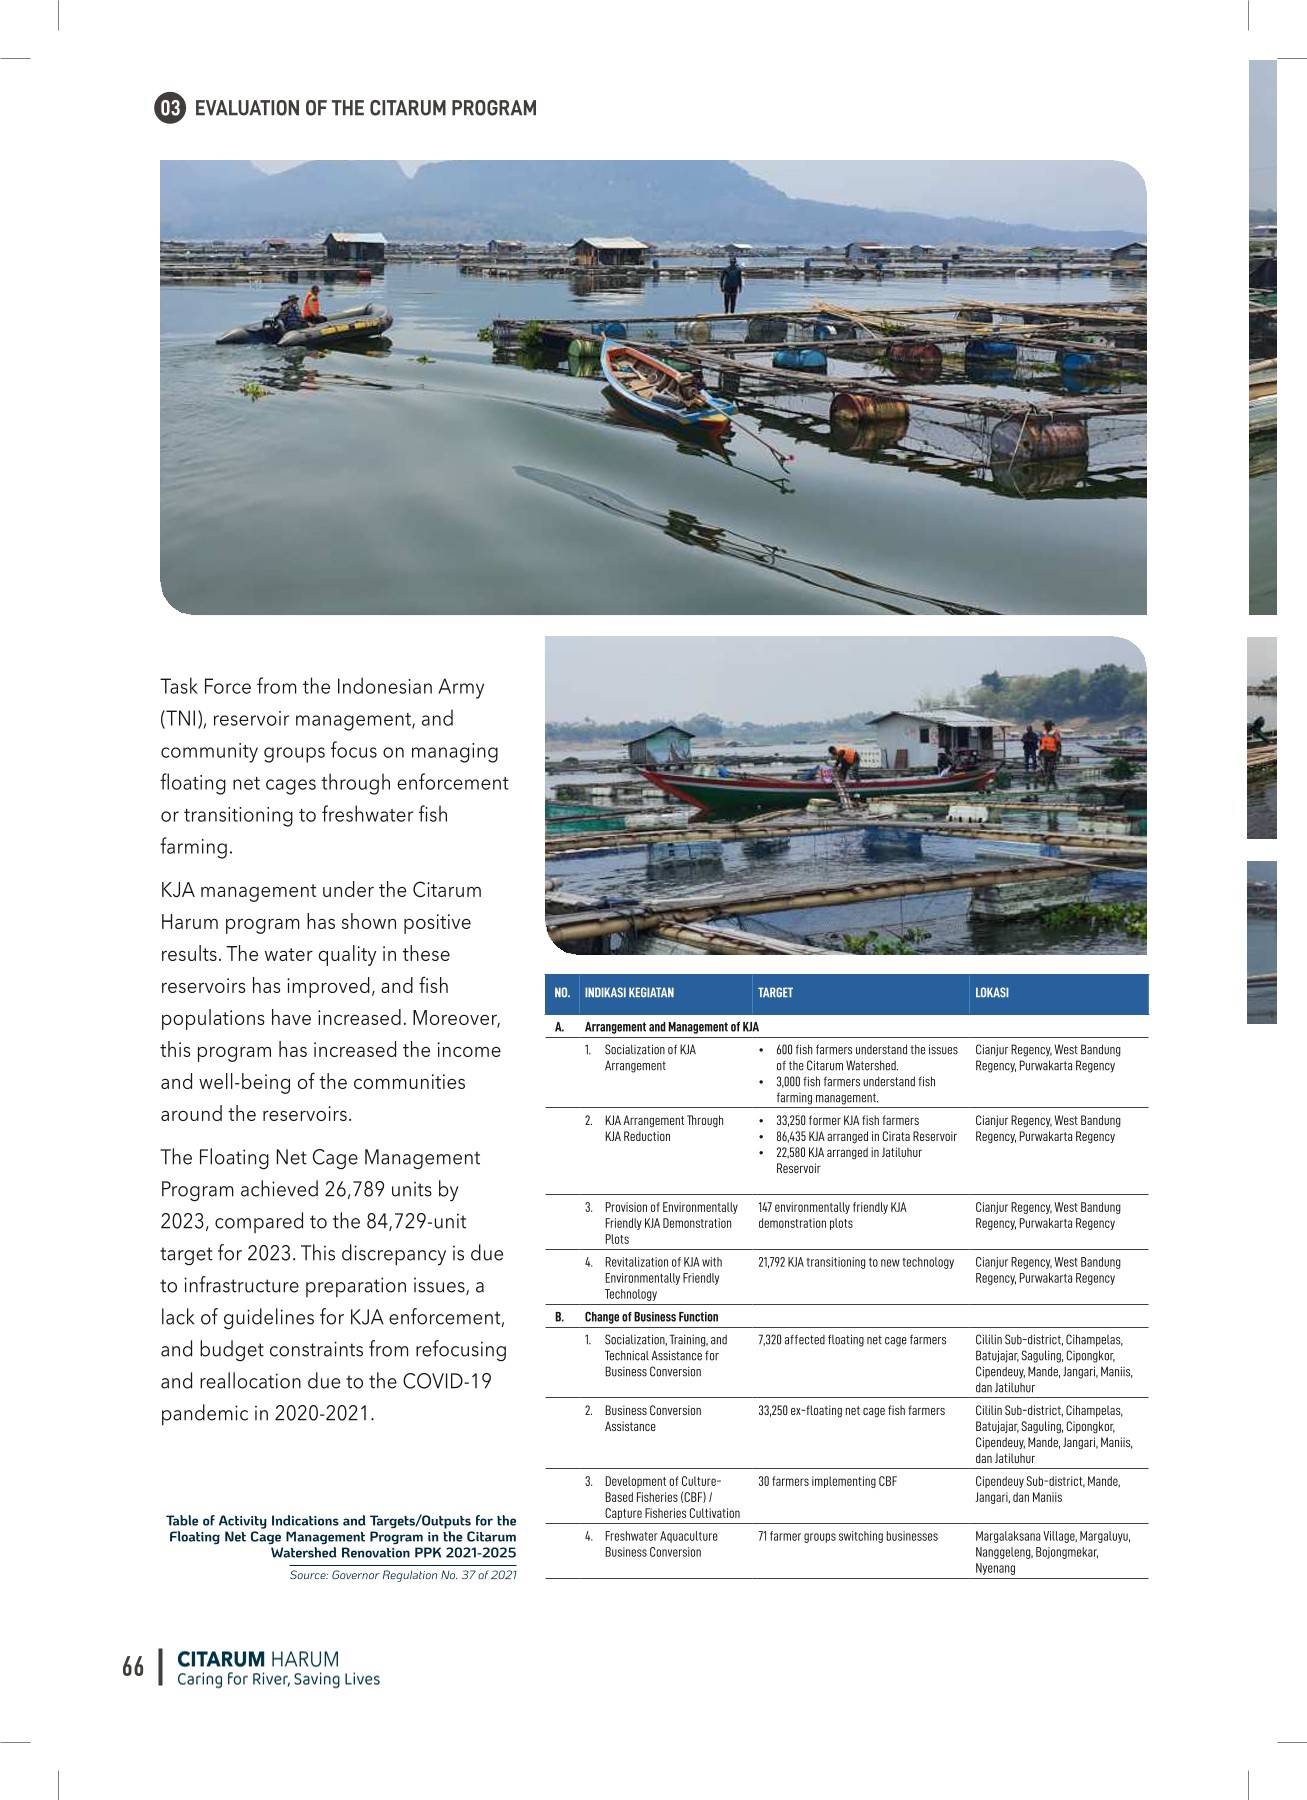 03 EVALUATION OF THE CITARUM PROGRAM
Task Force from the Indonesian Army
(TNI), reservoir management, and
community groups focus on managing
floating net cages through enforcement
or transitioning to freshwater fish
farming.
KJA management under the Citarum
Harum program has shown positive
results. The water quality in these
reservoirs has improved, and fish
populations have increased. Moreover,
this program has increased the income
and well-being of the communities
around the reservoirs.
The Floating Net Cage Management
Program achieved 26,789 units by
2023, compared to the 84,729-unit
target for 2023. This discrepancy is due
to infrastructure preparation issues, a
lack of guidelines for KJA enforcement,
and budget constraints from refocusing
and reallocation due to the COVID-19
pandemic in 2020-2021.
Table of Activity Indications and Targets/Outputs for the
Floating Net Cage Management Program in the Citarum
Watershed Renovation PPK 2021-2025
Source: Governor Regulation No. 37 of 2021
NO. INDIKASI KEGIATAN TARGET LOKASI
A. Arrangement and Management of KJA
1. Socialization of KJA
Arrangement
• 600 fish farmers understand the issues
of the Citarum Watershed.
• 3,000 fish farmers understand fish
farming management.
Cianjur Regency, West Bandung
Regency, Purwakarta Regency
2. KJA Arrangement Through
KJA Reduction
• 33,250 former KJA fish farmers
• 86,435 KJA arranged in Cirata Reservoir
• 22,580 KJA arranged in Jatiluhur
Reservoir
Cianjur Regency, West Bandung
Regency, Purwakarta Regency
3. Provision of Environmentally
Friendly KJA Demonstration
Plots
147 environmentally friendly KJA
demonstration plots
Cianjur Regency, West Bandung
Regency, Purwakarta Regency
4. Revitalization of KJA with
Environmentally Friendly
Technology
21,792 KJA transitioning to new technology
Cianjur Regency, West Bandung
Regency, Purwakarta Regency
B. Change of Business Function
1. Socialization, Training, and
Technical Assistance for
Business Conversion
7,320 affected floating net cage farmers
Cililin Sub-district, Cihampelas,
Batujajar, Saguling, Cipongkor,
Cipendeuy, Mande, Jangari, Maniis,
dan Jatiluhur
2. Business Conversion
Assistance
33,250 ex-floating net cage fish farmers
Cililin Sub-district, Cihampelas,
Batujajar, Saguling, Cipongkor,
Cipendeuy, Mande, Jangari, Maniis,
dan Jatiluhur
3. Development of Culture-
Based Fisheries (CBF) /
Capture Fisheries Cultivation
30 farmers implementing CBF
Cipendeuy Sub-district, Mande,
Jangari, dan Maniis
4. Freshwater Aquaculture
Business Conversion
71 farmer groups switching businesses
Margalaksana Village, Margaluyu,
Nanggeleng, Bojongmekar,
Nyenang
66
CITARUM HARUM
Caring for River, Saving Lives